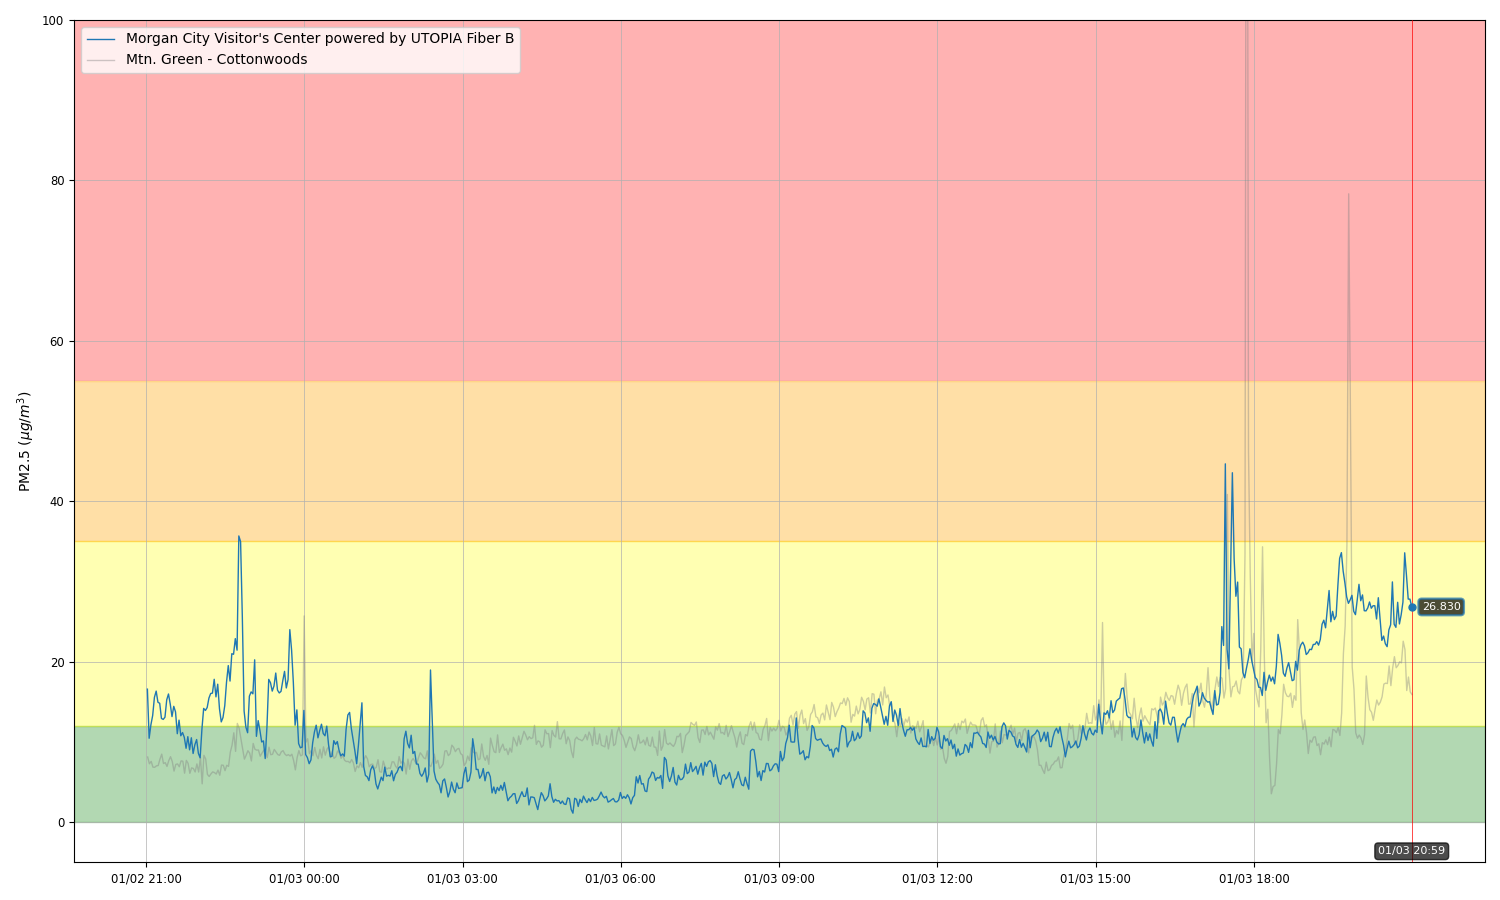 100
Morgan City Visitor's Center powered by UTOPIA Fiber B
Mtn. Green - Cottonwoods
80
60
PM2.5 (μg/m³)
40
26.830
20
0
01/03 20:59
01/02 21:00 01/03 00:00 01/03 03:00 01/03 06:00 01/03 09:00 01/03 12:00 01/03 15:00 01/03 18:00